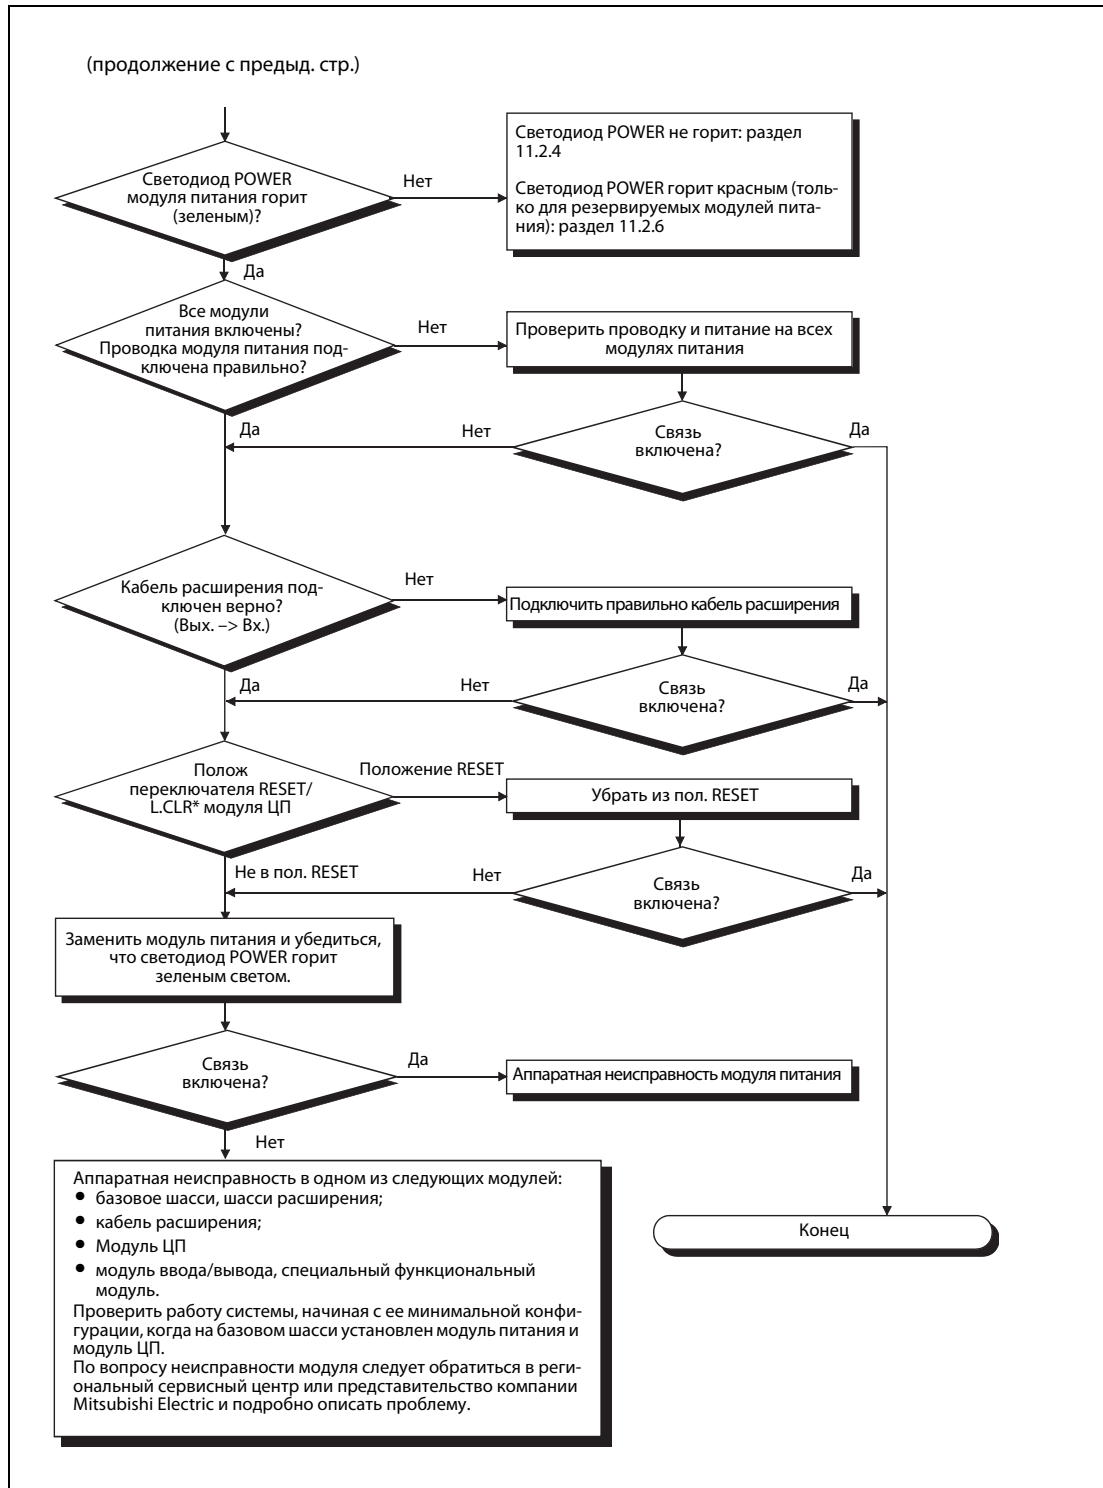 (продолжение с предыд. стр.)
Светодиод POWER
модуля питания горит
(зеленым)?
Нет
Светодиод POWER не горит: раздел
11.2.4
Светодиод POWER горит красным (толь-
ко для резервируемых модулей пита-
ния): раздел 11.2.6
Да
Все модули
питания включены?
Проводка модуля питания под-
ключена правильно?
Нет
Проверить проводку и питание на всех
модулях питания
Да
Нет
Связь
включена?
Да
Кабель расширения под-
ключен верно?
(Вых. –> Вх.)
Нет
Подключить правильно кабель расширения
Да
Нет
Связь
включена?
Да
Полож
переключателя RESET/
L.CLR* модуля ЦП
Положение RESET
Убрать из пол. RESET
Не в пол. RESET
Нет
Связь
включена?
Да
Заменить модуль питания и убедиться,
что светодиод POWER горит
зеленым светом.
Связь
включена?
Да
Аппаратная неисправность модуля питания
Нет
Аппаратная неисправность в одном из следующих модулей:
• базовое шасси, шасси расширения;
• кабель расширения;
• Модуль ЦП
• модуль ввода/вывода, специальный функциональный
модуль.
Проверить работу системы, начиная с ее минимальной конфи-
гурации, когда на базовом шасси установлен модуль питания и
модуль ЦП.
По вопросу неисправности модуля следует обратиться в реги-
ональный сервисный центр или представительство компании
Mitsubishi Electric и подробно описать проблему.
Конец